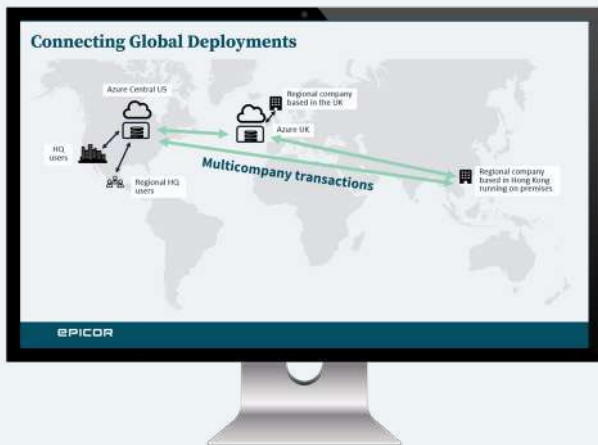 Connecting Global Deployments
Azure Central US
Regional company
based in the UK
Azure UK
HQ
users
Regional HQ
users
Multicompany transactions
Regional company
based in Hong Kong
running on premises
EPICOR